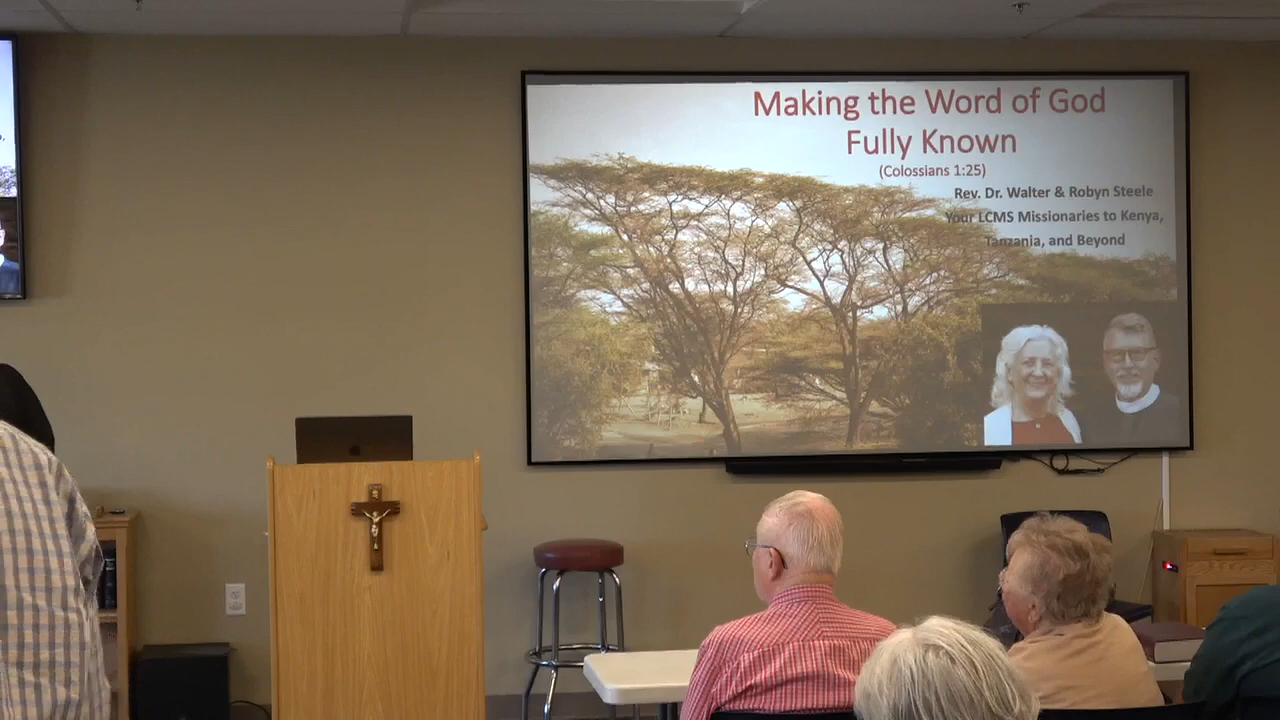 Making the Word of God
Fully Known
(Colossians 1:25)
Rev. Dr. Walter & Robyn Steele
Your LCMS Missionaries to Kenya,
Tanzania, and Beyond